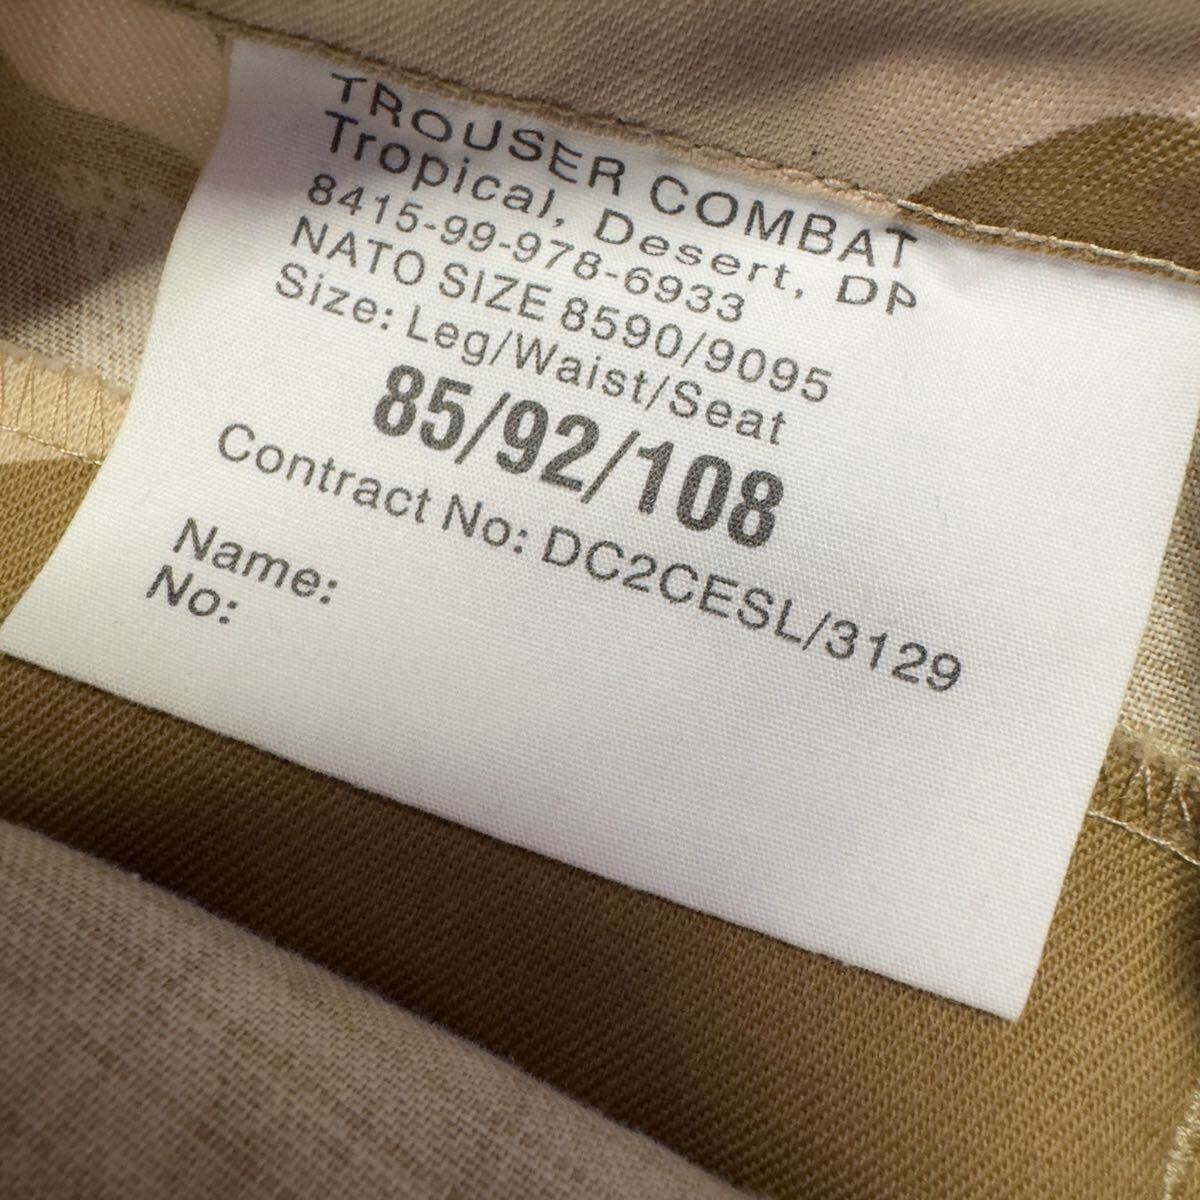 TROUSER COMBAT
Tropical, Desert, DP
8415-99-978-6933
NATO SIZE 8590/9095
Size: Leg/Waist/Seat
85/92/108
Contract No: DC2CESL/3129
Name:
No: